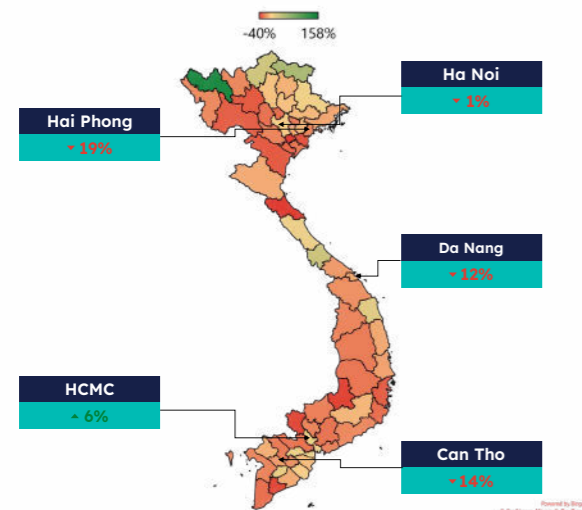 -40% 158%
Ha Noi
1%
Hai Phong
19%
Da Nang
12%
HCMC
6%
Can Tho
14%
Powered by Bing